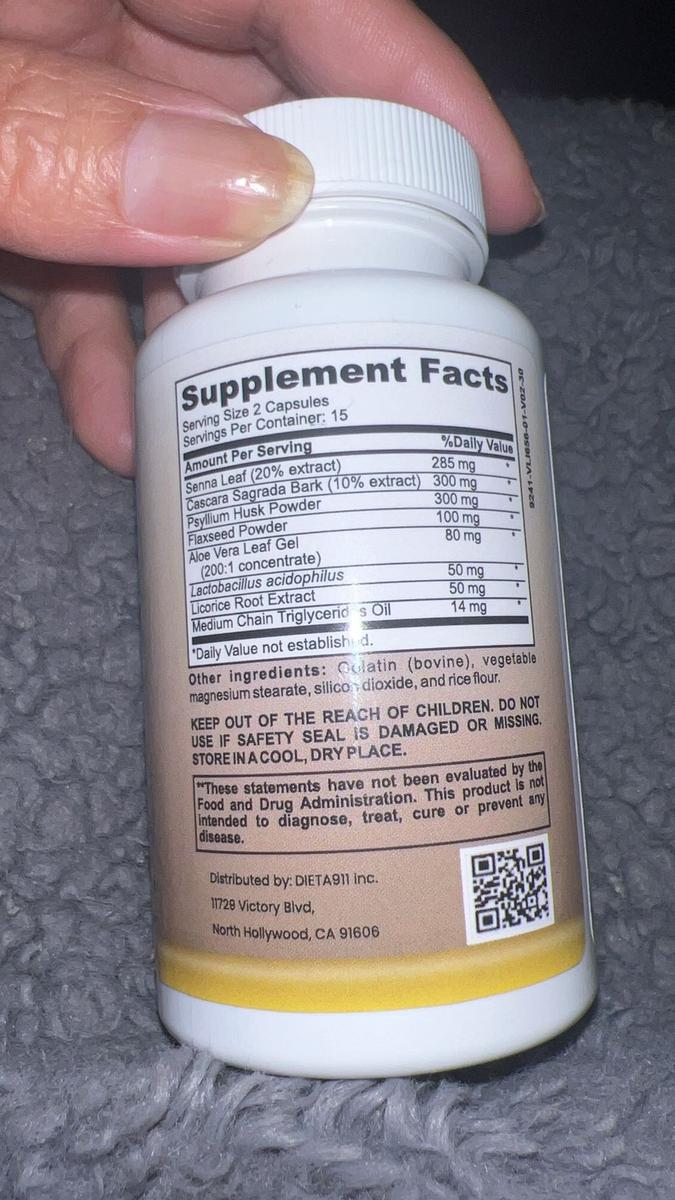 Supplement Facts
Serving Size 2 Capsules
Servings Per Container: 15
Amount Per Serving %Daily Value
Senna Leaf (20% extract) 285 mg *
Cascara Sagrada Bark (10% extract) 300 mg *
Psyllium Husk Powder 300 mg *
Flaxseed Powder 100 mg *
Aloe Vera Leaf Gel 80 mg *
(200:1 concentrate)
Lactobacillus acidophilus 50 mg *
Licorice Root Extract 50 mg *
Medium Chain Triglycerides Oil 14 mg *
*Daily Value not established.
Other ingredients: Gelatin (bovine), vegetable
magnesium stearate, silicon dioxide, and rice flour.
KEEP OUT OF THE REACH OF CHILDREN. DO NOT
USE IF SAFETY SEAL IS DAMAGED OR MISSING.
STORE IN A COOL, DRY PLACE.
**These statements have not been evaluated by the
Food and Drug Administration. This product is not
intended to diagnose, treat, cure or prevent any
disease.
Distributed by: DIETA911 Inc.
11728 Victory Blvd,
North Hollywood, CA 91606